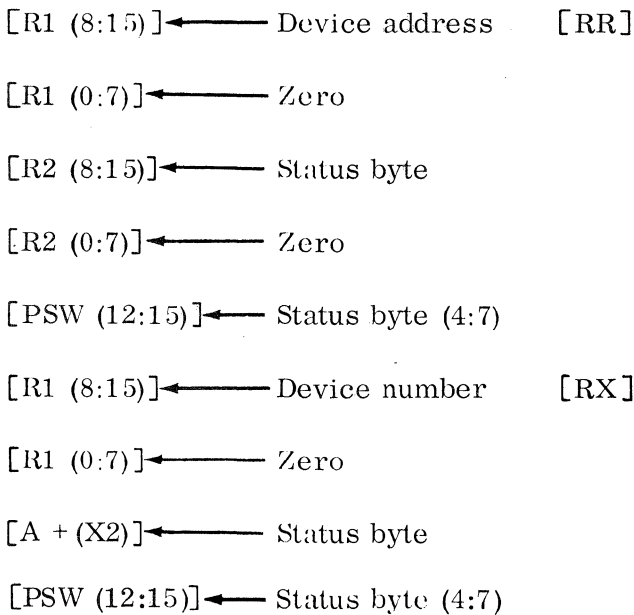 [R1 (8:15)]← Device address [RR]
[R1 (0:7)]← Zero
[R2 (8:15)]← Status byte
[R2 (0:7)]← Zero
[PSW (12:15)]← Status byte (4:7)
[R1 (8:15)]← Device number [RX]
[R1 (0:7)]← Zero
[A + (X2)]← Status byte
[PSW (12:15)]← Status byte (4:7)